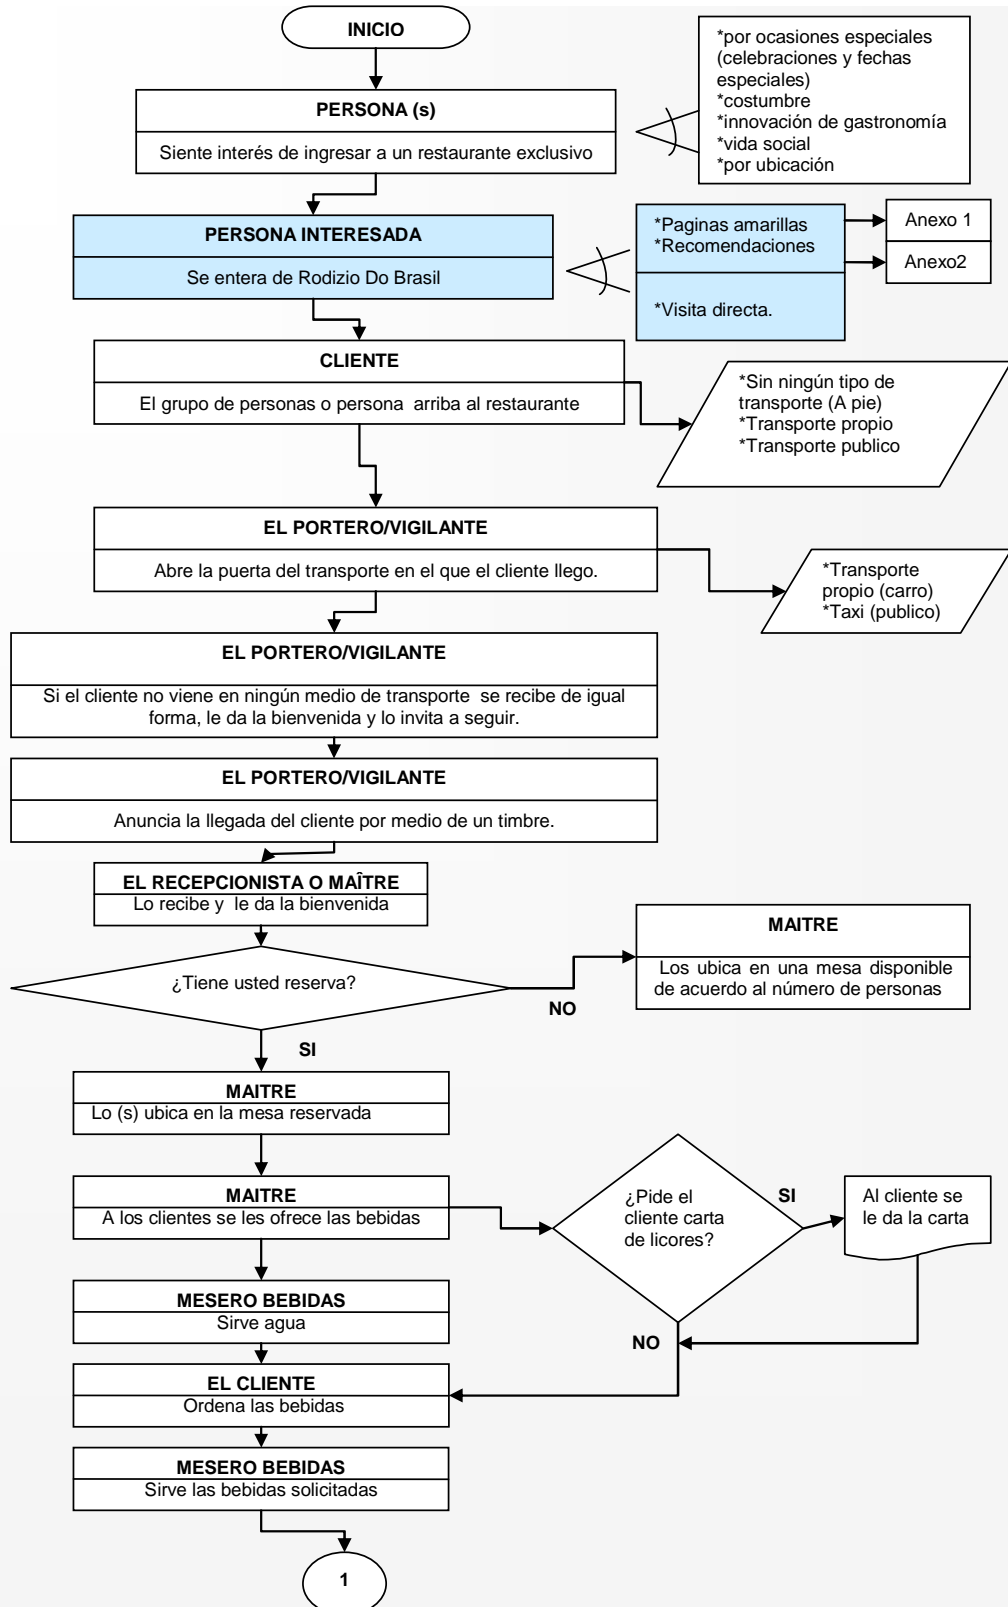 INICIO
*por ocasiones especiales
(celebraciones y fechas
especiales)
*costumbre
*innovación de gastronomía
*vida social
*por ubicación
PERSONA (s)
Siente interés de ingresar a un restaurante exclusivo
PERSONA INTERESADA
Se entera de Rodizio Do Brasil
*Paginas amarillas
*Recomendaciones
*Visita directa.
Anexo 1
Anexo2
CLIENTE
El grupo de personas o persona arriba al restaurante
*Sin ningún tipo de
transporte (A pie)
*Transporte propio
*Transporte publico
EL PORTERO/VIGILANTE
Abre la puerta del transporte en el que el cliente llego.
*Transporte
propio (carro)
*Taxi (publico)
EL PORTERO/VIGILANTE
Si el cliente no viene en ningún medio de transporte se recibe de igual
forma, le da la bienvenida y lo invita a seguir.
EL PORTERO/VIGILANTE
Anuncia la llegada del cliente por medio de un timbre.
EL RECEPCIONISTA O MAÎTRE
Lo recibe y le da la bienvenida
¿Tiene usted reserva?
NO
MAITRE
Los ubica en una mesa disponible
de acuerdo al número de personas
SI
MAITRE
Lo (s) ubica en la mesa reservada
MAITRE
A los clientes se les ofrece las bebidas
¿Pide el
cliente carta
de licores?
SI
Al cliente se
le da la carta
NO
MESERO BEBIDAS
Sirve agua
EL CLIENTE
Ordena las bebidas
MESERO BEBIDAS
Sirve las bebidas solicitadas
1